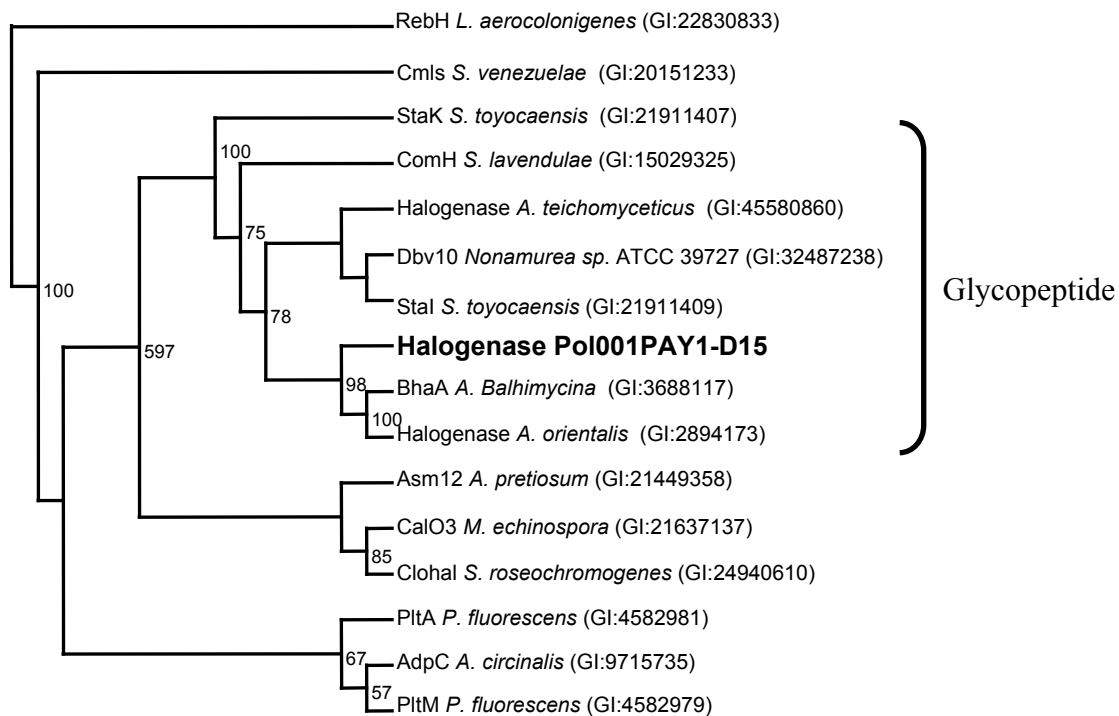 RebH L. aerocolonigenes (GI:22830833)
Cmls S. venezuelae (GI:20151233)
StaK S. toyocaensis (GI:21911407)
100
ComH S. lavendulae (GI:15029325)
Halogenase A. teichomyceticus (GI:45580860)
75
Dbv10 Nonamurea sp. ATCC 39727 (GI:32487238)
100
Glycopeptide
StaI S. toyocaensis (GI:21911409)
78
Halogenase Pol001PAY1-D15
597
98
BhaA A. Balhimycina (GI:3688117)
100
Halogenase A. orientalis (GI:2894173)
Asm12 A. pretiosum (GI:21449358)
CalO3 M. echinospora (GI:21637137)
85
Clohal S. roseochromogenes (GI:24940610)
PltA P. fluorescens (GI:4582981)
67
AdpC A. circinalis (GI:9715735)
57
PltM P. fluorescens (GI:4582979)